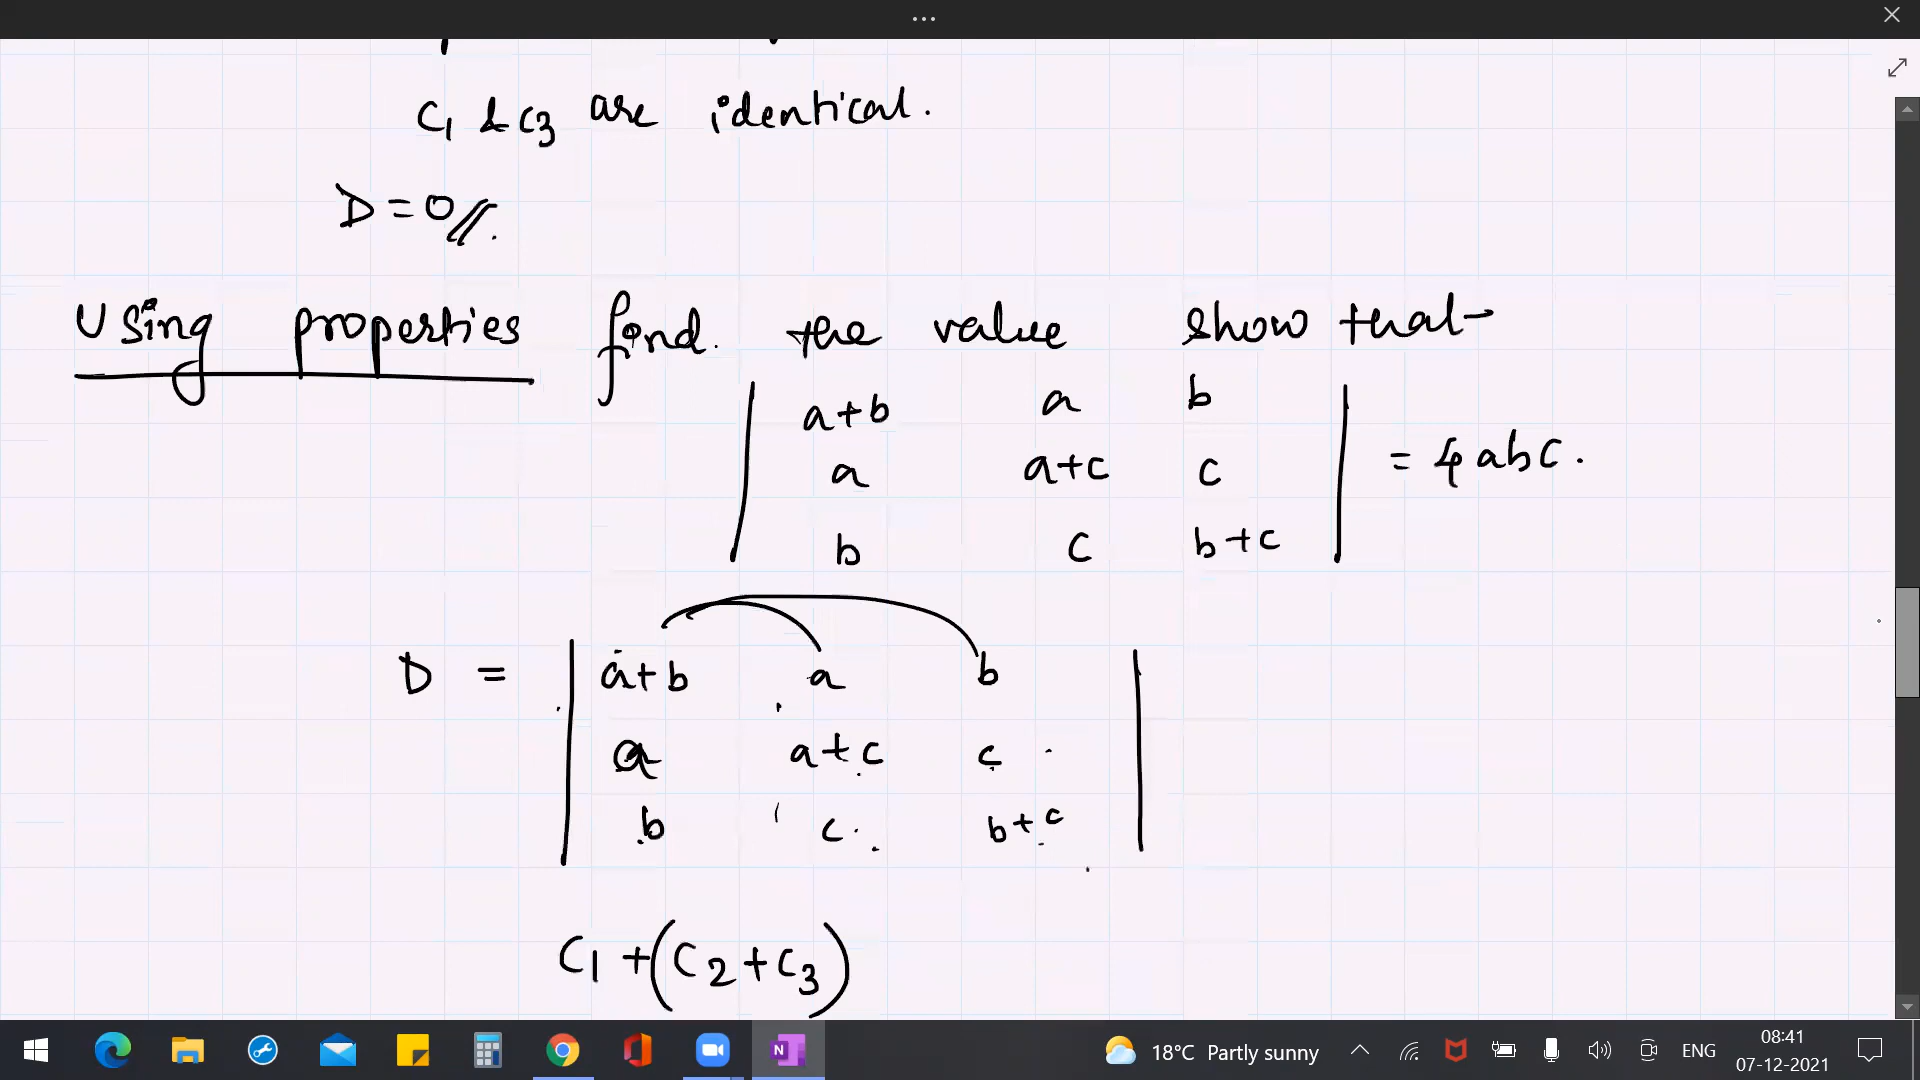 C1 & C3 are identical.
D = 0 //.
Using properties find. the value show that
a+b a b
a a+c c = 4abc.
b c b+c
D = a+b a b
a a+c c
b c b+c
C1 + (C2 + C3)
18°C Partly sunny
ENG
08:41
07-12-2021